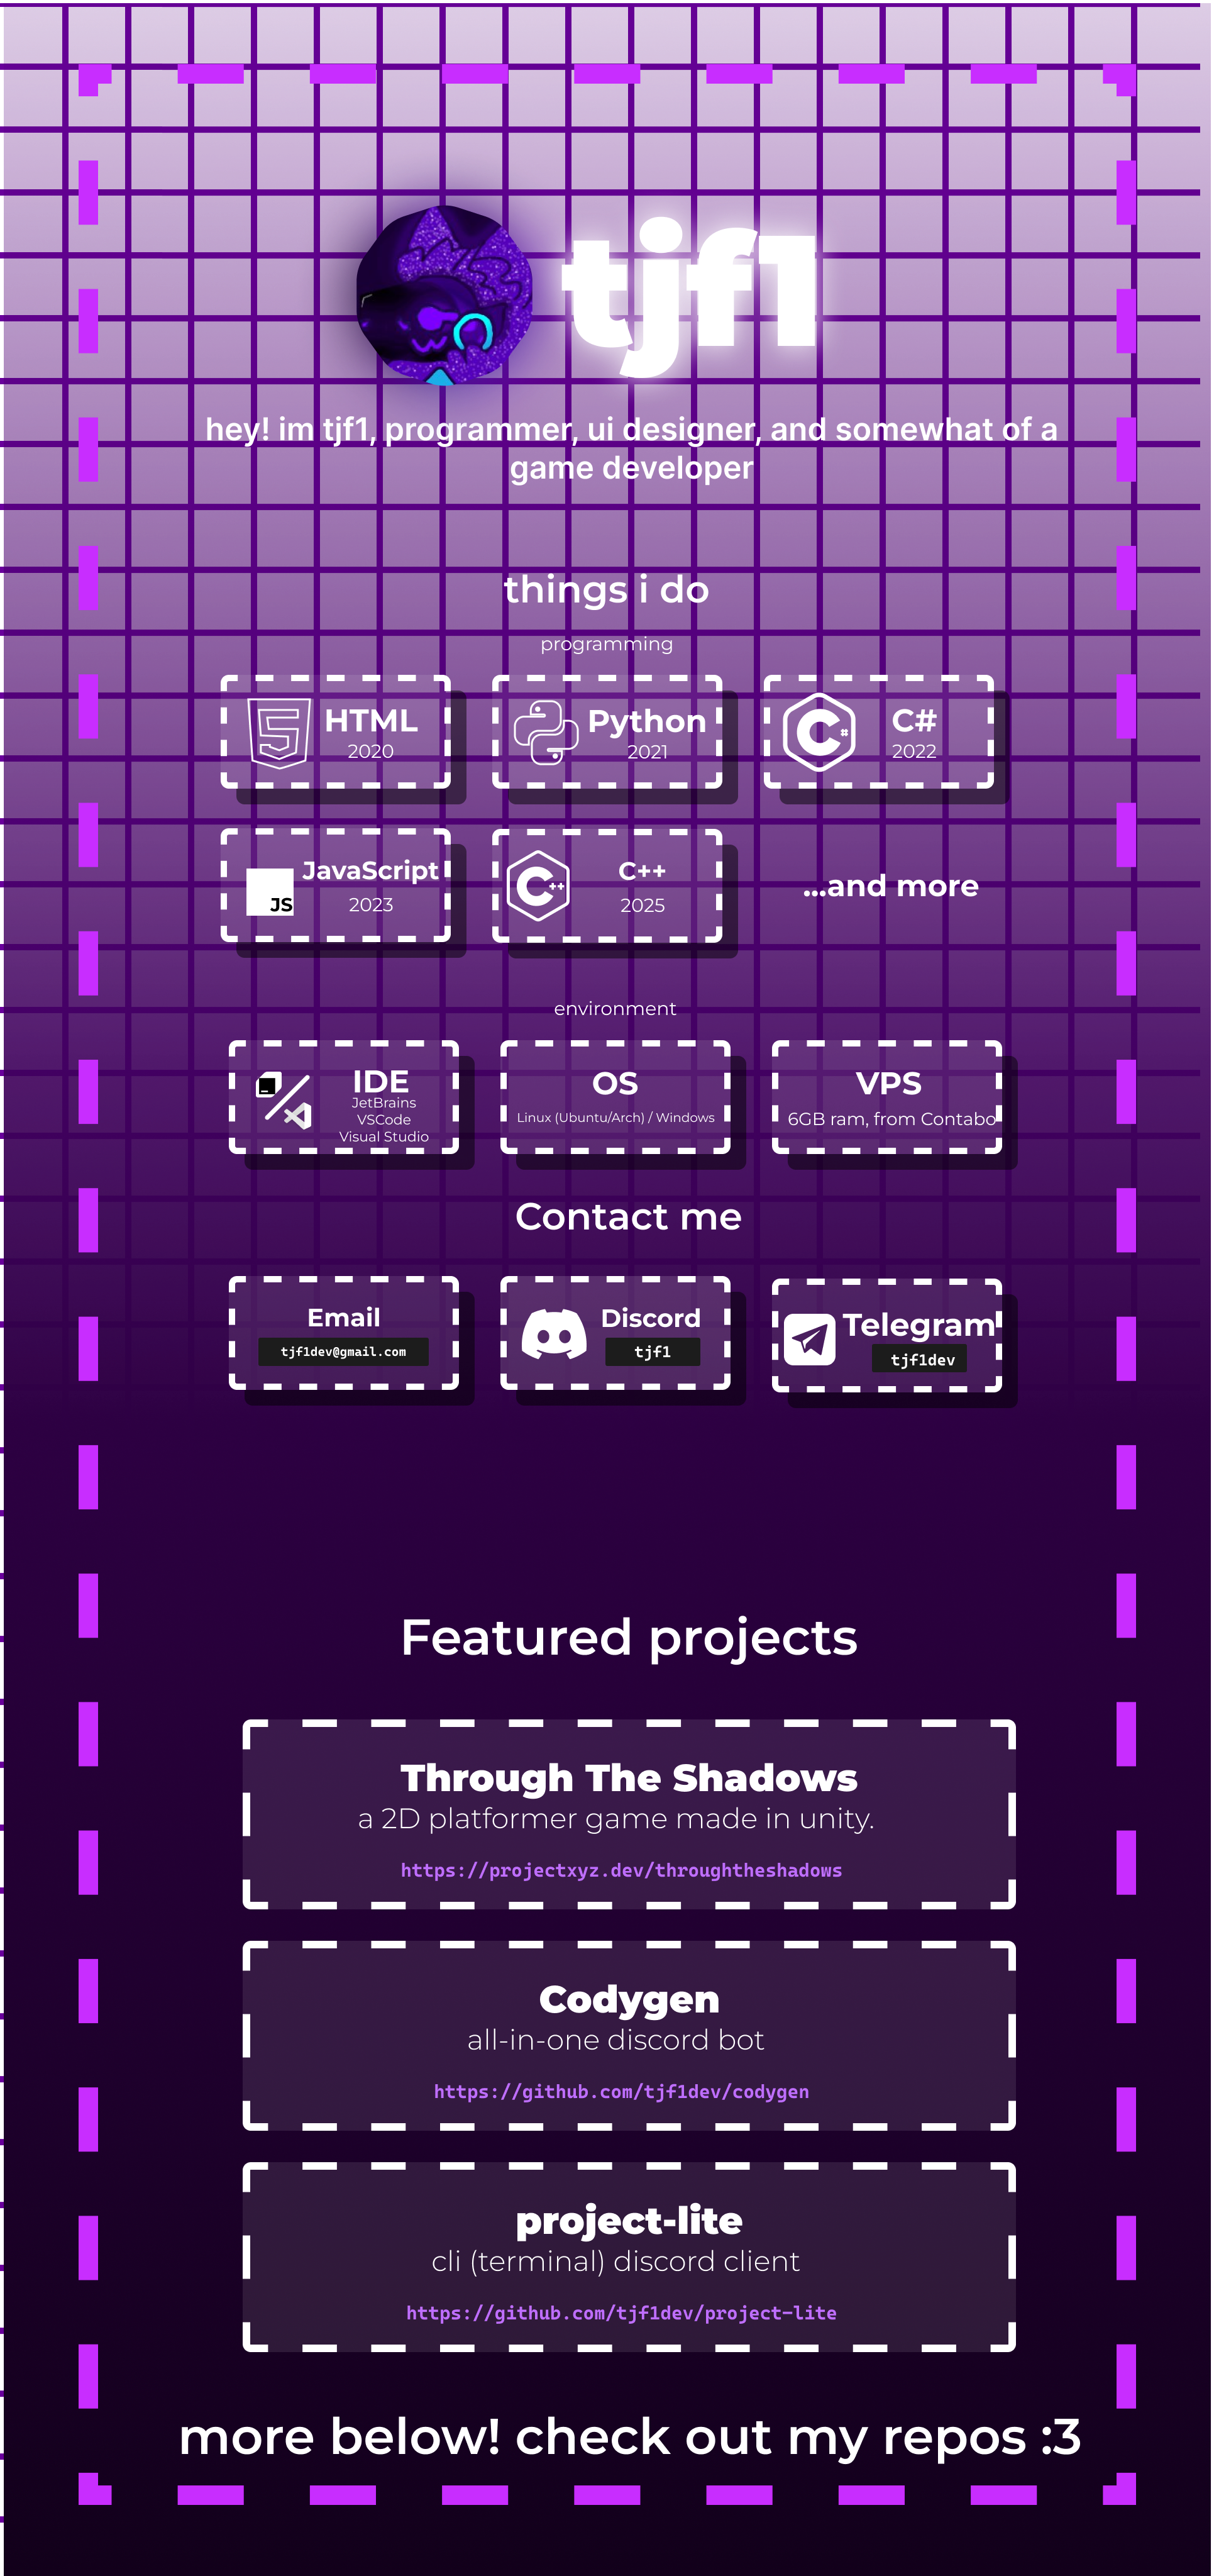 tjf1
hey! im tjf1, programmer, ui designer, and somewhat of a
game developer
things i do
programming
HTML
2020
Python
2021
C#
2022
JS
JavaScript
2023
C++
2025
...and more
environment
IDE
JetBrains
VSCode
Visual Studio
OS
Linux (Ubuntu/Arch) / Windows
VPS
6GB ram, from Contabo
Contact me
Email
tjf1dev@gmail.com
Discord
tjf1
Telegram
tjf1dev
Featured projects
Through The Shadows
a 2D platformer game made in unity.
https://projectxyz.dev/throughtheshadows
Codygen
all-in-one discord bot
https://github.com/tjf1dev/codygen
project-lite
cli (terminal) discord client
https://github.com/tjf1dev/project-lite
more below! check out my repos :3